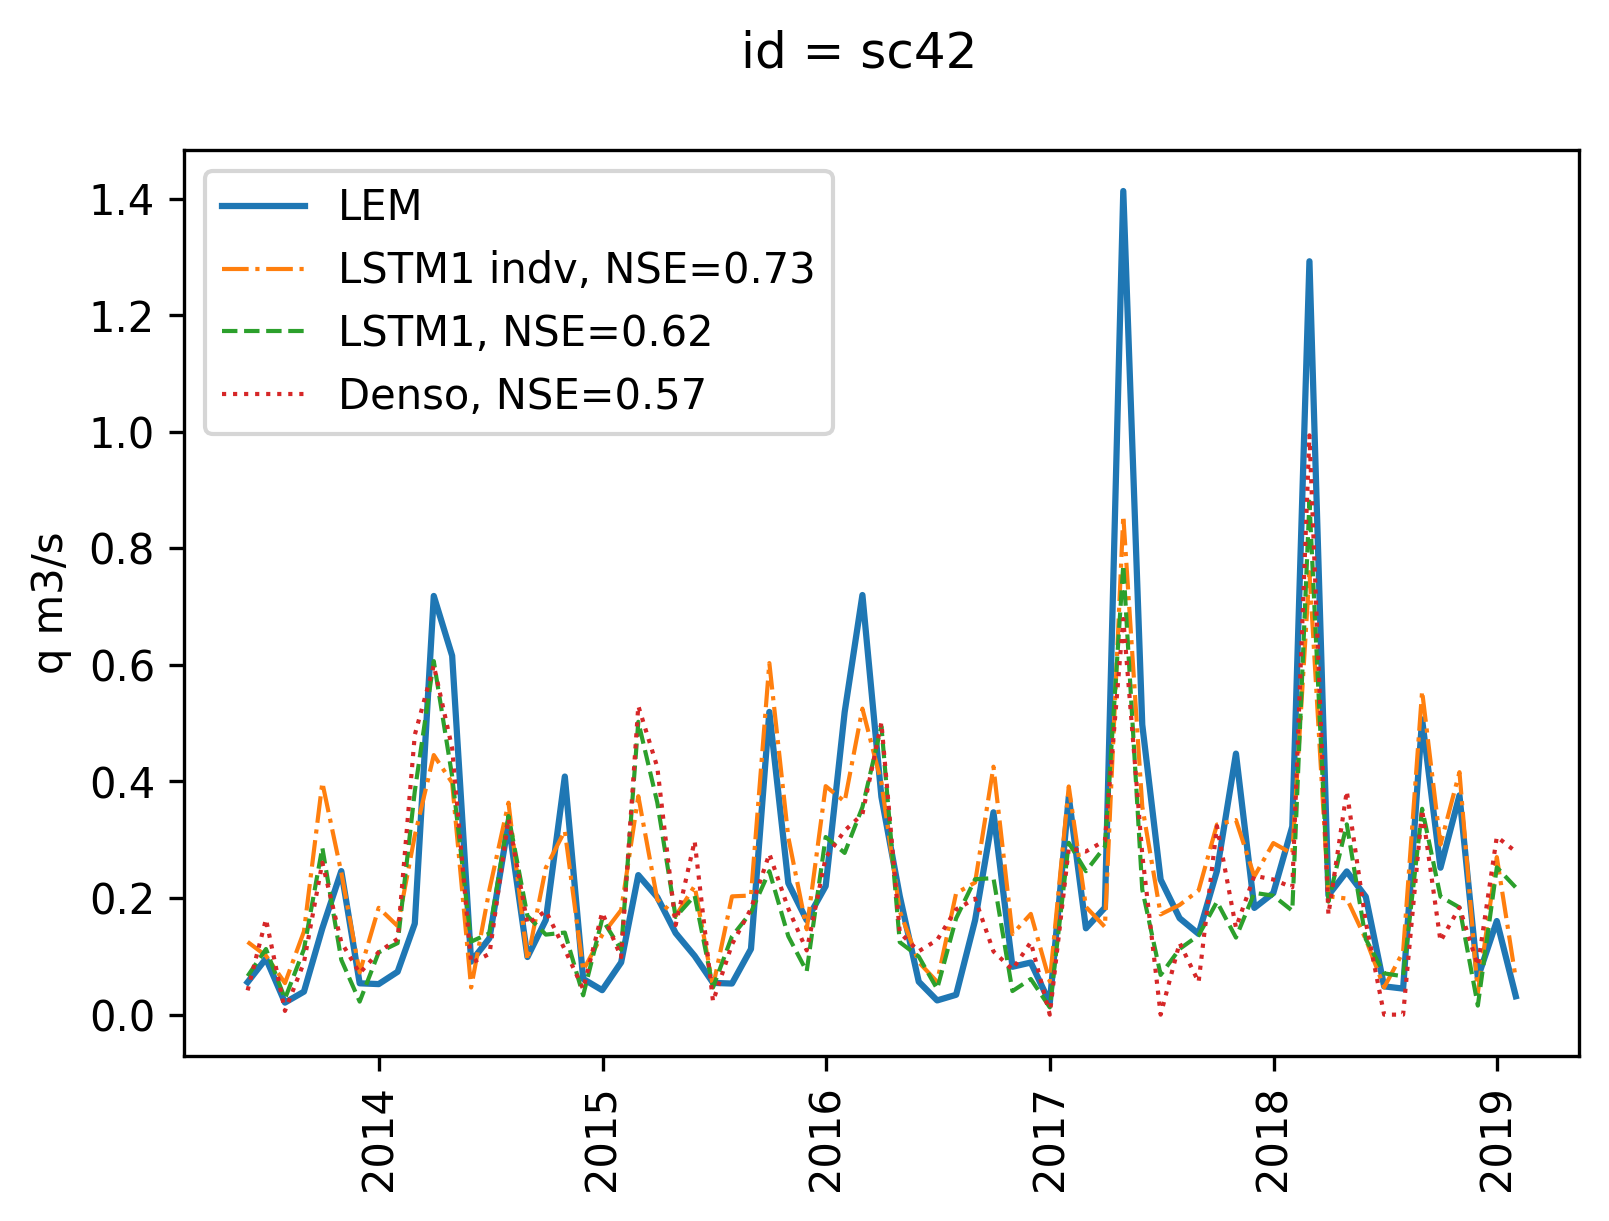 id = sc42
LEM
LSTM1 indv, NSE=0.73
LSTM1, NSE=0.62
Denso, NSE=0.57
q m3/s
1.4
1.2
1.0
0.8
0.6
0.4
0.2
0.0
2014
2015
2016
2017
2018
2019